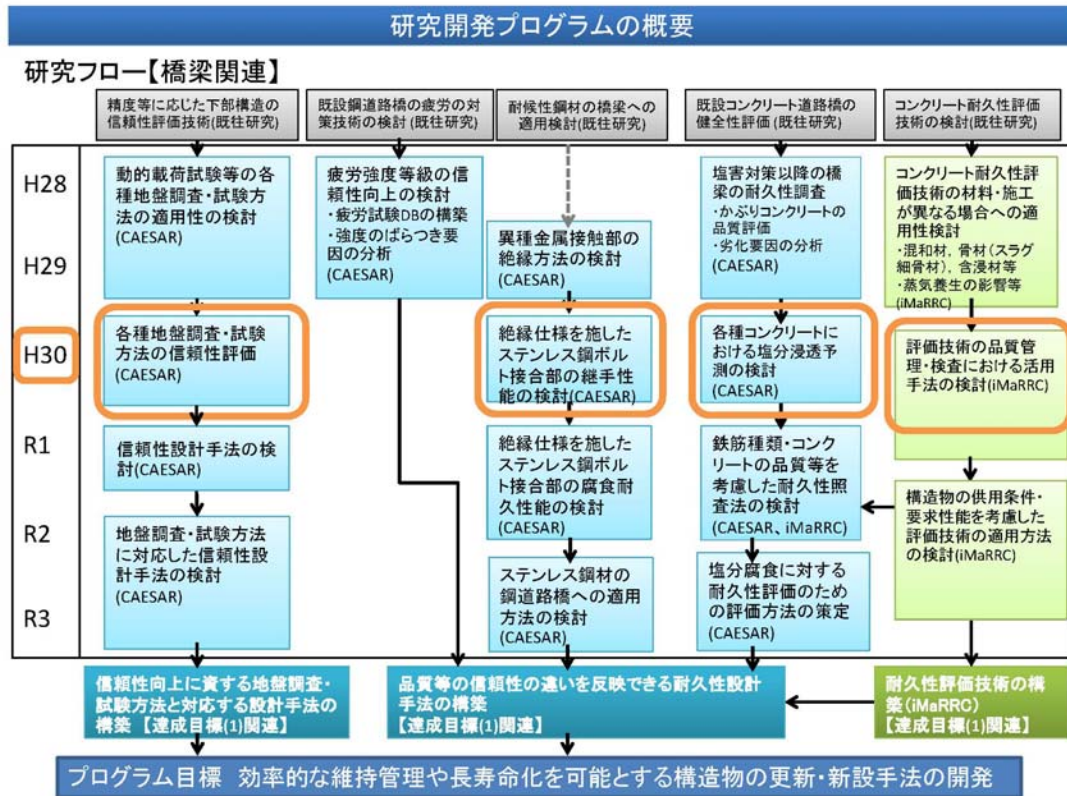 研究開発プログラムの概要
研究フロー【橋梁関連】
精度等に応じた下部構造の
信頼性評価技術(既往研究)
既設鋼道路橋の疲労の対
策技術の検討(既往研究)
耐候性鋼材の橋梁への
適用検討(既往研究)
既設コンクリート道路橋の
健全性評価(既往研究)
コンクリート耐久性評価
技術の検討(既往研究)
H28
H29
H30
R1
R2
R3
動的載荷試験等の各
種地盤調査・試験方
法の適用性の検討
(CAESAR)
各種地盤調査・試験
方法の信頼性評価
(CAESAR)
信頼性設計手法の検
討(CAESAR)
地盤調査・試験方法
に対応した信頼性設
計手法の検討
(CAESAR)
疲労強度等級の信
頼性向上の検討
・疲労試験DBの構築
・強度のばらつき要
因の分析
(CAESAR)
異種金属接触部の
絶縁方法の検討
(CAESAR)
絶縁仕様を施した
ステンレス鋼ボル
ト接合部の継手性
能の検討(CAESAR)
絶縁仕様を施した
ステンレス鋼ボル
ト接合部の腐食耐
久性能の検討
(CAESAR)
ステンレス鋼材の
鋼道路橋への適用
方法の検討
(CAESAR)
塩害対策以降の橋
梁の耐久性調査
・かぶりコンクリートの
品質評価
・劣化要因の分析
(CAESAR)
各種コンクリートに
おける塩分浸透予
測の検討
(CAESAR)
鉄筋種類・コンク
リートの品質等を
考慮した耐久性照
査法の検討
(CAESAR、iMaRRC)
塩分腐食に対する
耐久性評価のため
の評価方法の策定
(CAESAR)
コンクリート耐久性評
価技術の材料・施工
が異なる場合への適
用性検討
・混和材，骨材(スラグ
細骨材)，含浸材等
・蒸気養生の影響等
(iMaRRC)
評価技術の品質管
理・検査における活用
手法の検討(iMaRRC)
構造物の供用条件・
要求性能を考慮した
評価技術の適用方法
の検討(iMaRRC)
信頼性向上に資する地盤調査・
試験方法と対応する設計手法の
構築 【達成目標(1)関連】
品質等の信頼性の違いを反映できる耐久性設計
手法の構築
【達成目標(1)関連】
耐久性評価技術の構
築(iMaRRC)
【達成目標(1)関連】
プログラム目標 効率的な維持管理や長寿命化を可能とする構造物の更新・新設手法の開発